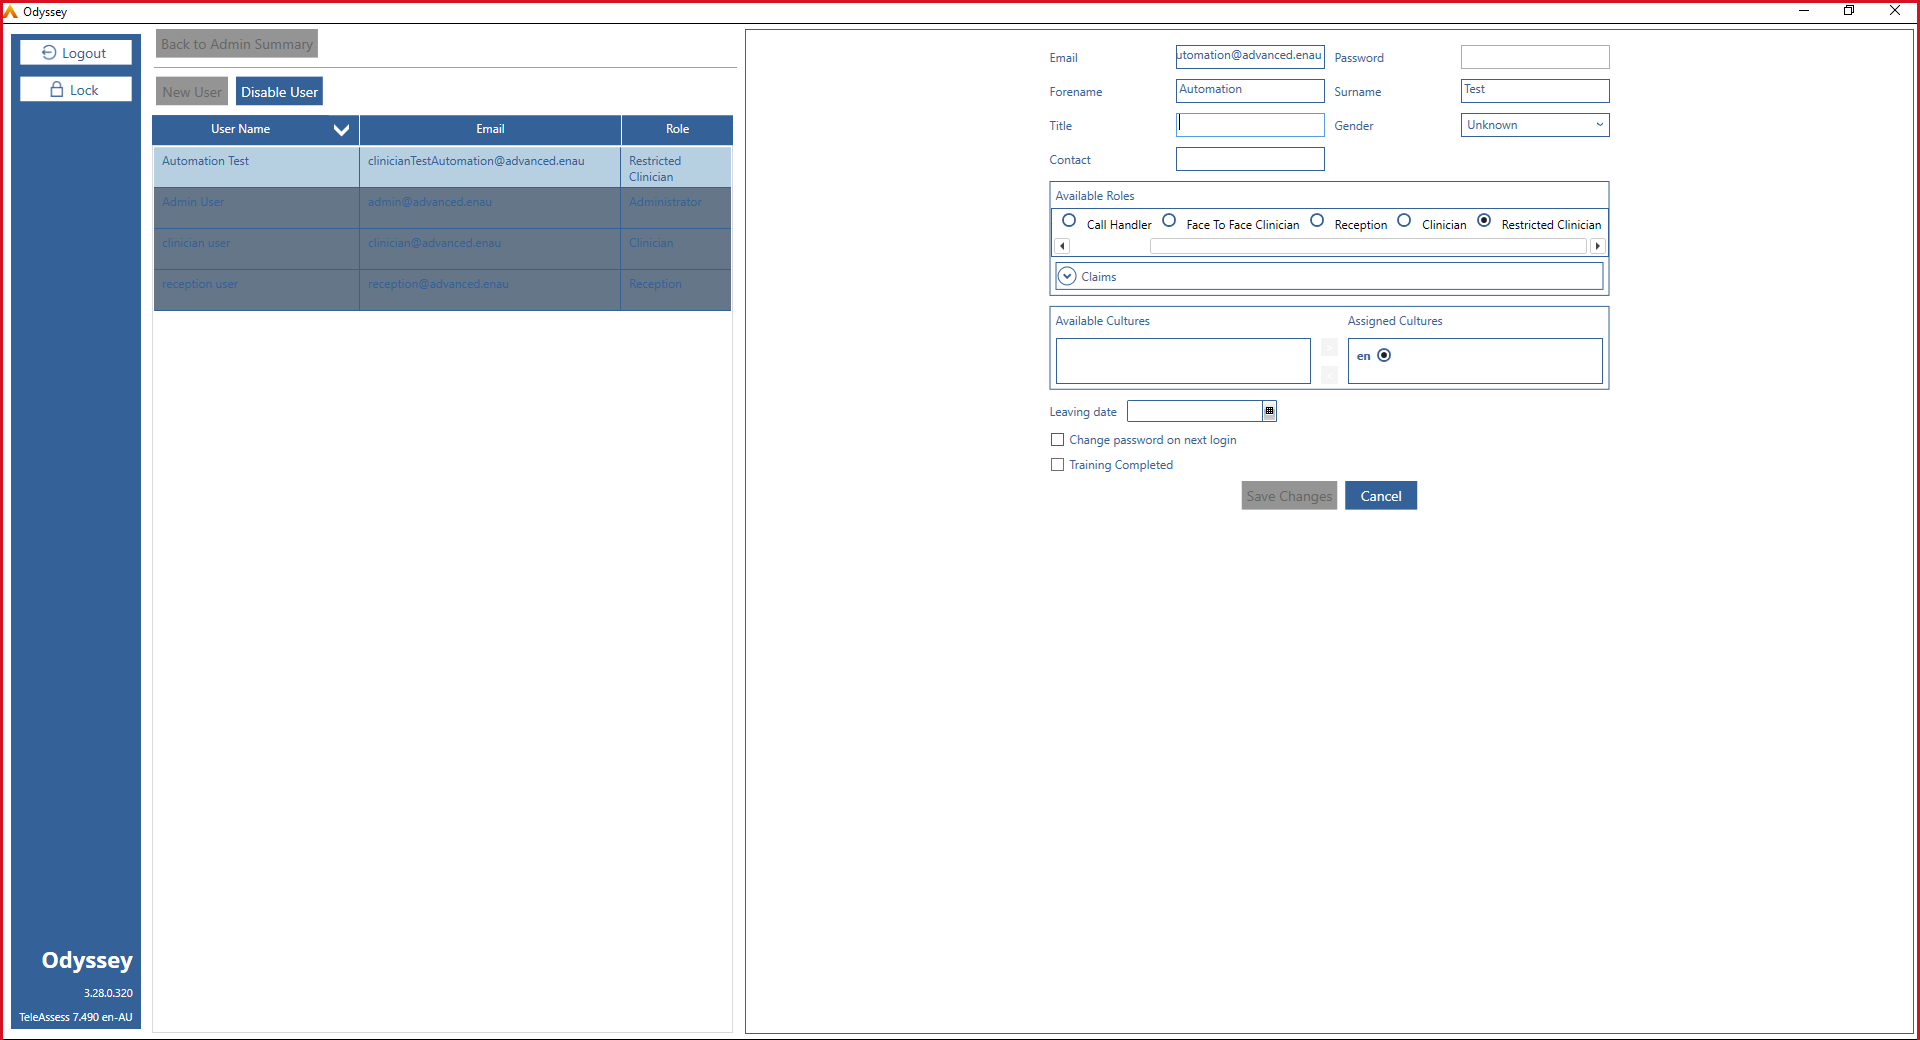 Odyssey
Logout
Lock
Back to Admin Summary
New User
Disable User
User Name Email Role
Automation Test clinicianTestAutomation@advanced.enau Restricted
Clinician
Admin User admin@advanced.enau Administrator
clinician user clinician@advanced.enau Clinician
reception user reception@advanced.enau Reception
Email utomation@advanced.enau Password
Forename Automation Surname Test
Title Gender Unknown
Contact
Available Roles
Call Handler Face To Face Clinician Reception Clinician Restricted Clinician
Claims
Available Cultures Assigned Cultures
en
Leaving date
Change password on next login
Training Completed
Save Changes Cancel
Odyssey
3.28.0.320
TeleAssess 7.490 en-AU